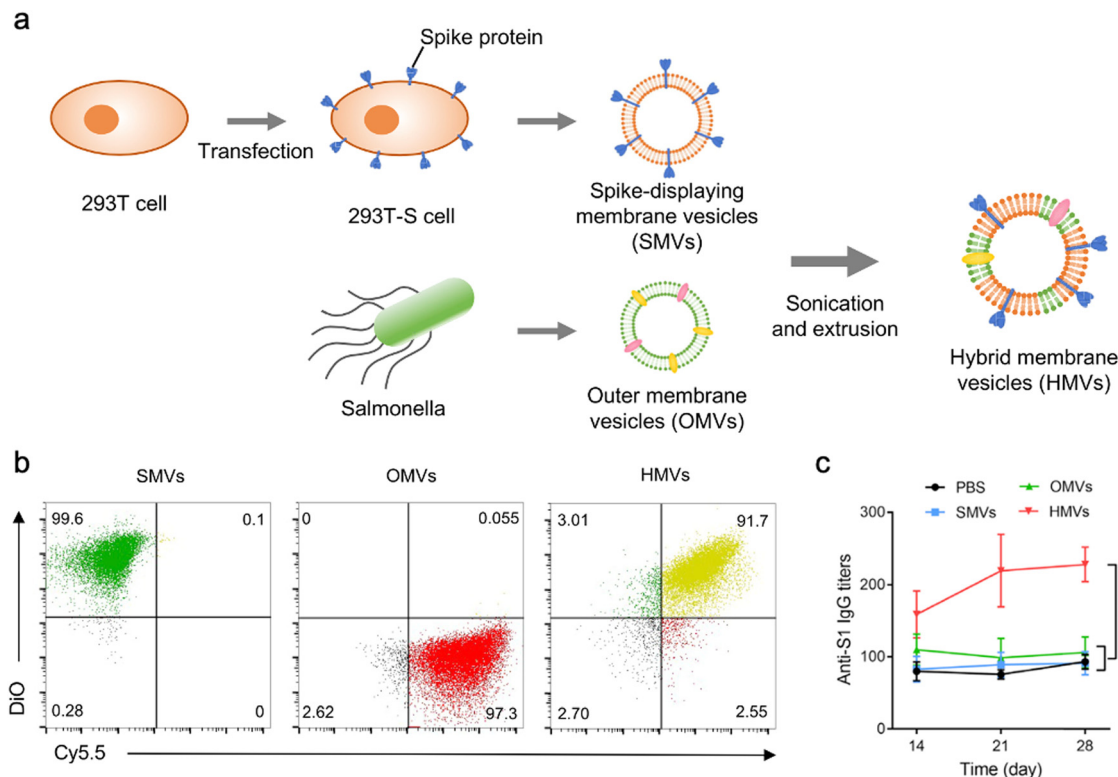 a
Spike protein
Transfection
293T cell
293T-S cell
Spike-displaying
membrane vesicles
(SMVs)
Salmonella
Outer membrane
vesicles (OMVs)
Sonication
and extrusion
Hybrid membrane
vesicles (HMVs)
b
SMVs
OMVs
HMVs
99.6
0.1
0.28
0
0
0.055
2.62
97.3
3.01
91.7
2.70
2.55
DiO
Cy5.5
c
PBS
OMVs
SMVs
HMVs
Anti-S1 IgG titers
300
200
100
0
14
21
28
Time (day)